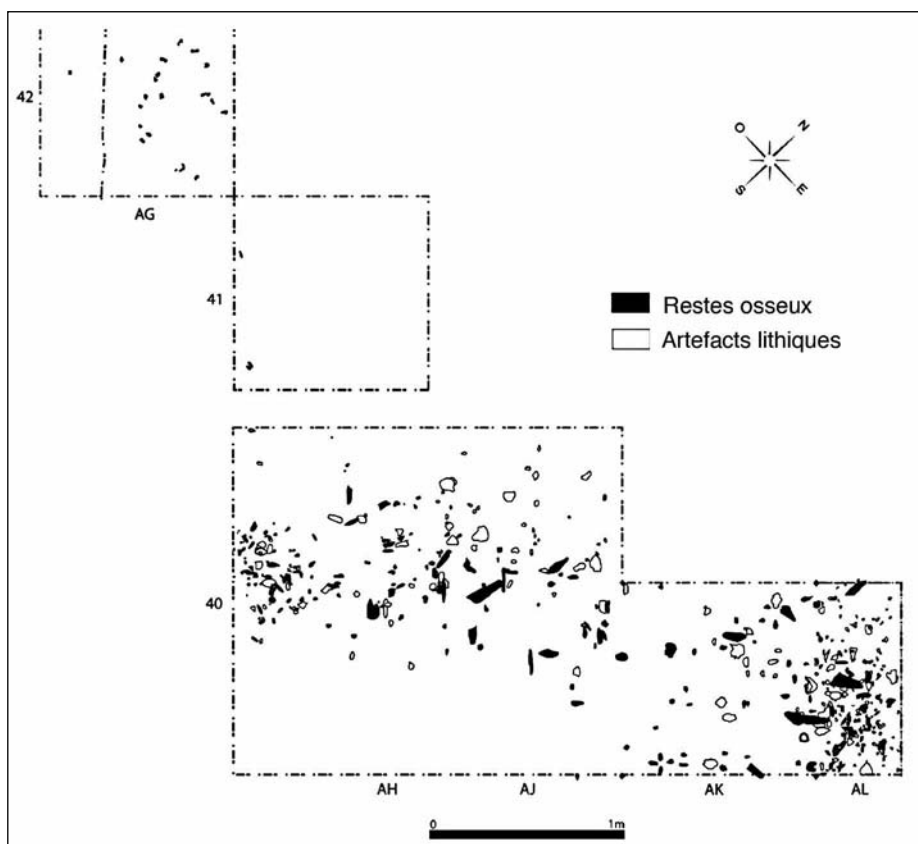 42
AG
O
N
S
E
41
Restes osseux
Artefacts lithiques
40
AH
AJ
AK
AL
0
1m